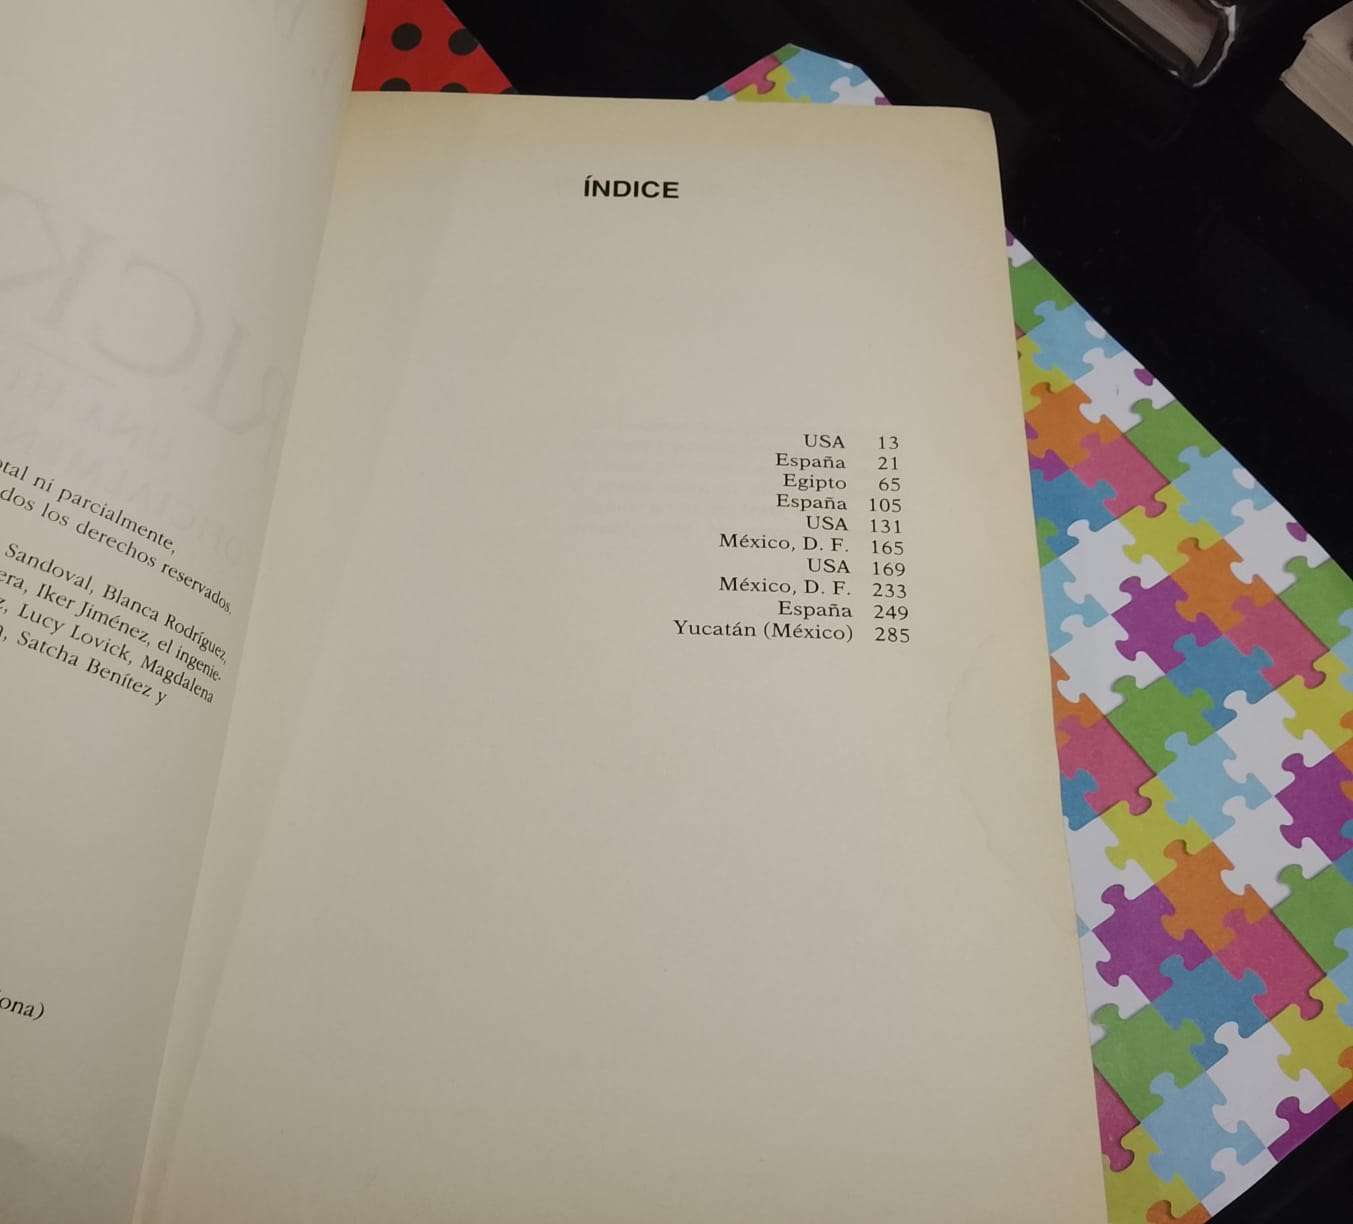 otal ni parcialmente,
dos los derechos reservados.
Sandoval, Blanca Rodríguez,
era, Iker Jiménez, el ingenie-
z, Lucy Lovick, Magdalena
, Satcha Benítez y
ona)
ÍNDICE
USA 13
España 21
Egipto 65
España 105
USA 131
México, D. F. 165
USA 169
México, D. F. 233
España 249
Yucatán (México) 285